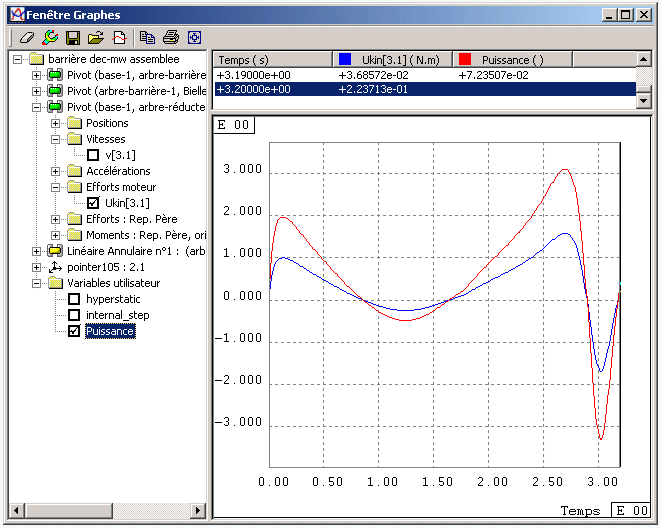 Fenêtre Graphes
barrière dec-mw assemblee
Pivot (base-1, arbre-barrière
Pivot (arbre-barrière-1, Bielle
Pivot (base-1, arbre-réducte
Positions
Vitesses
v[3.1]
Accélérations
Efforts moteur
Ukin[3.1]
Efforts : Rep. Père
Moments : Rep. Père, ori
Linéaire Annulaire n°1 : (arb
pointer105 : 2.1
Variables utilisateur
hyperstatic
internal_step
Puissance
Temps ( s) Ukin[3.1] ( N.m) Puissance ( )
+3.19000e+00 +3.68572e-02 +7.23507e-02
+3.20000e+00 +2.23713e-01
E 00
3.000
2.000
1.000
0.000
-1.000
-2.000
-3.000
0.00 0.50 1.00 1.50 2.00 2.50 3.00
Temps E 00